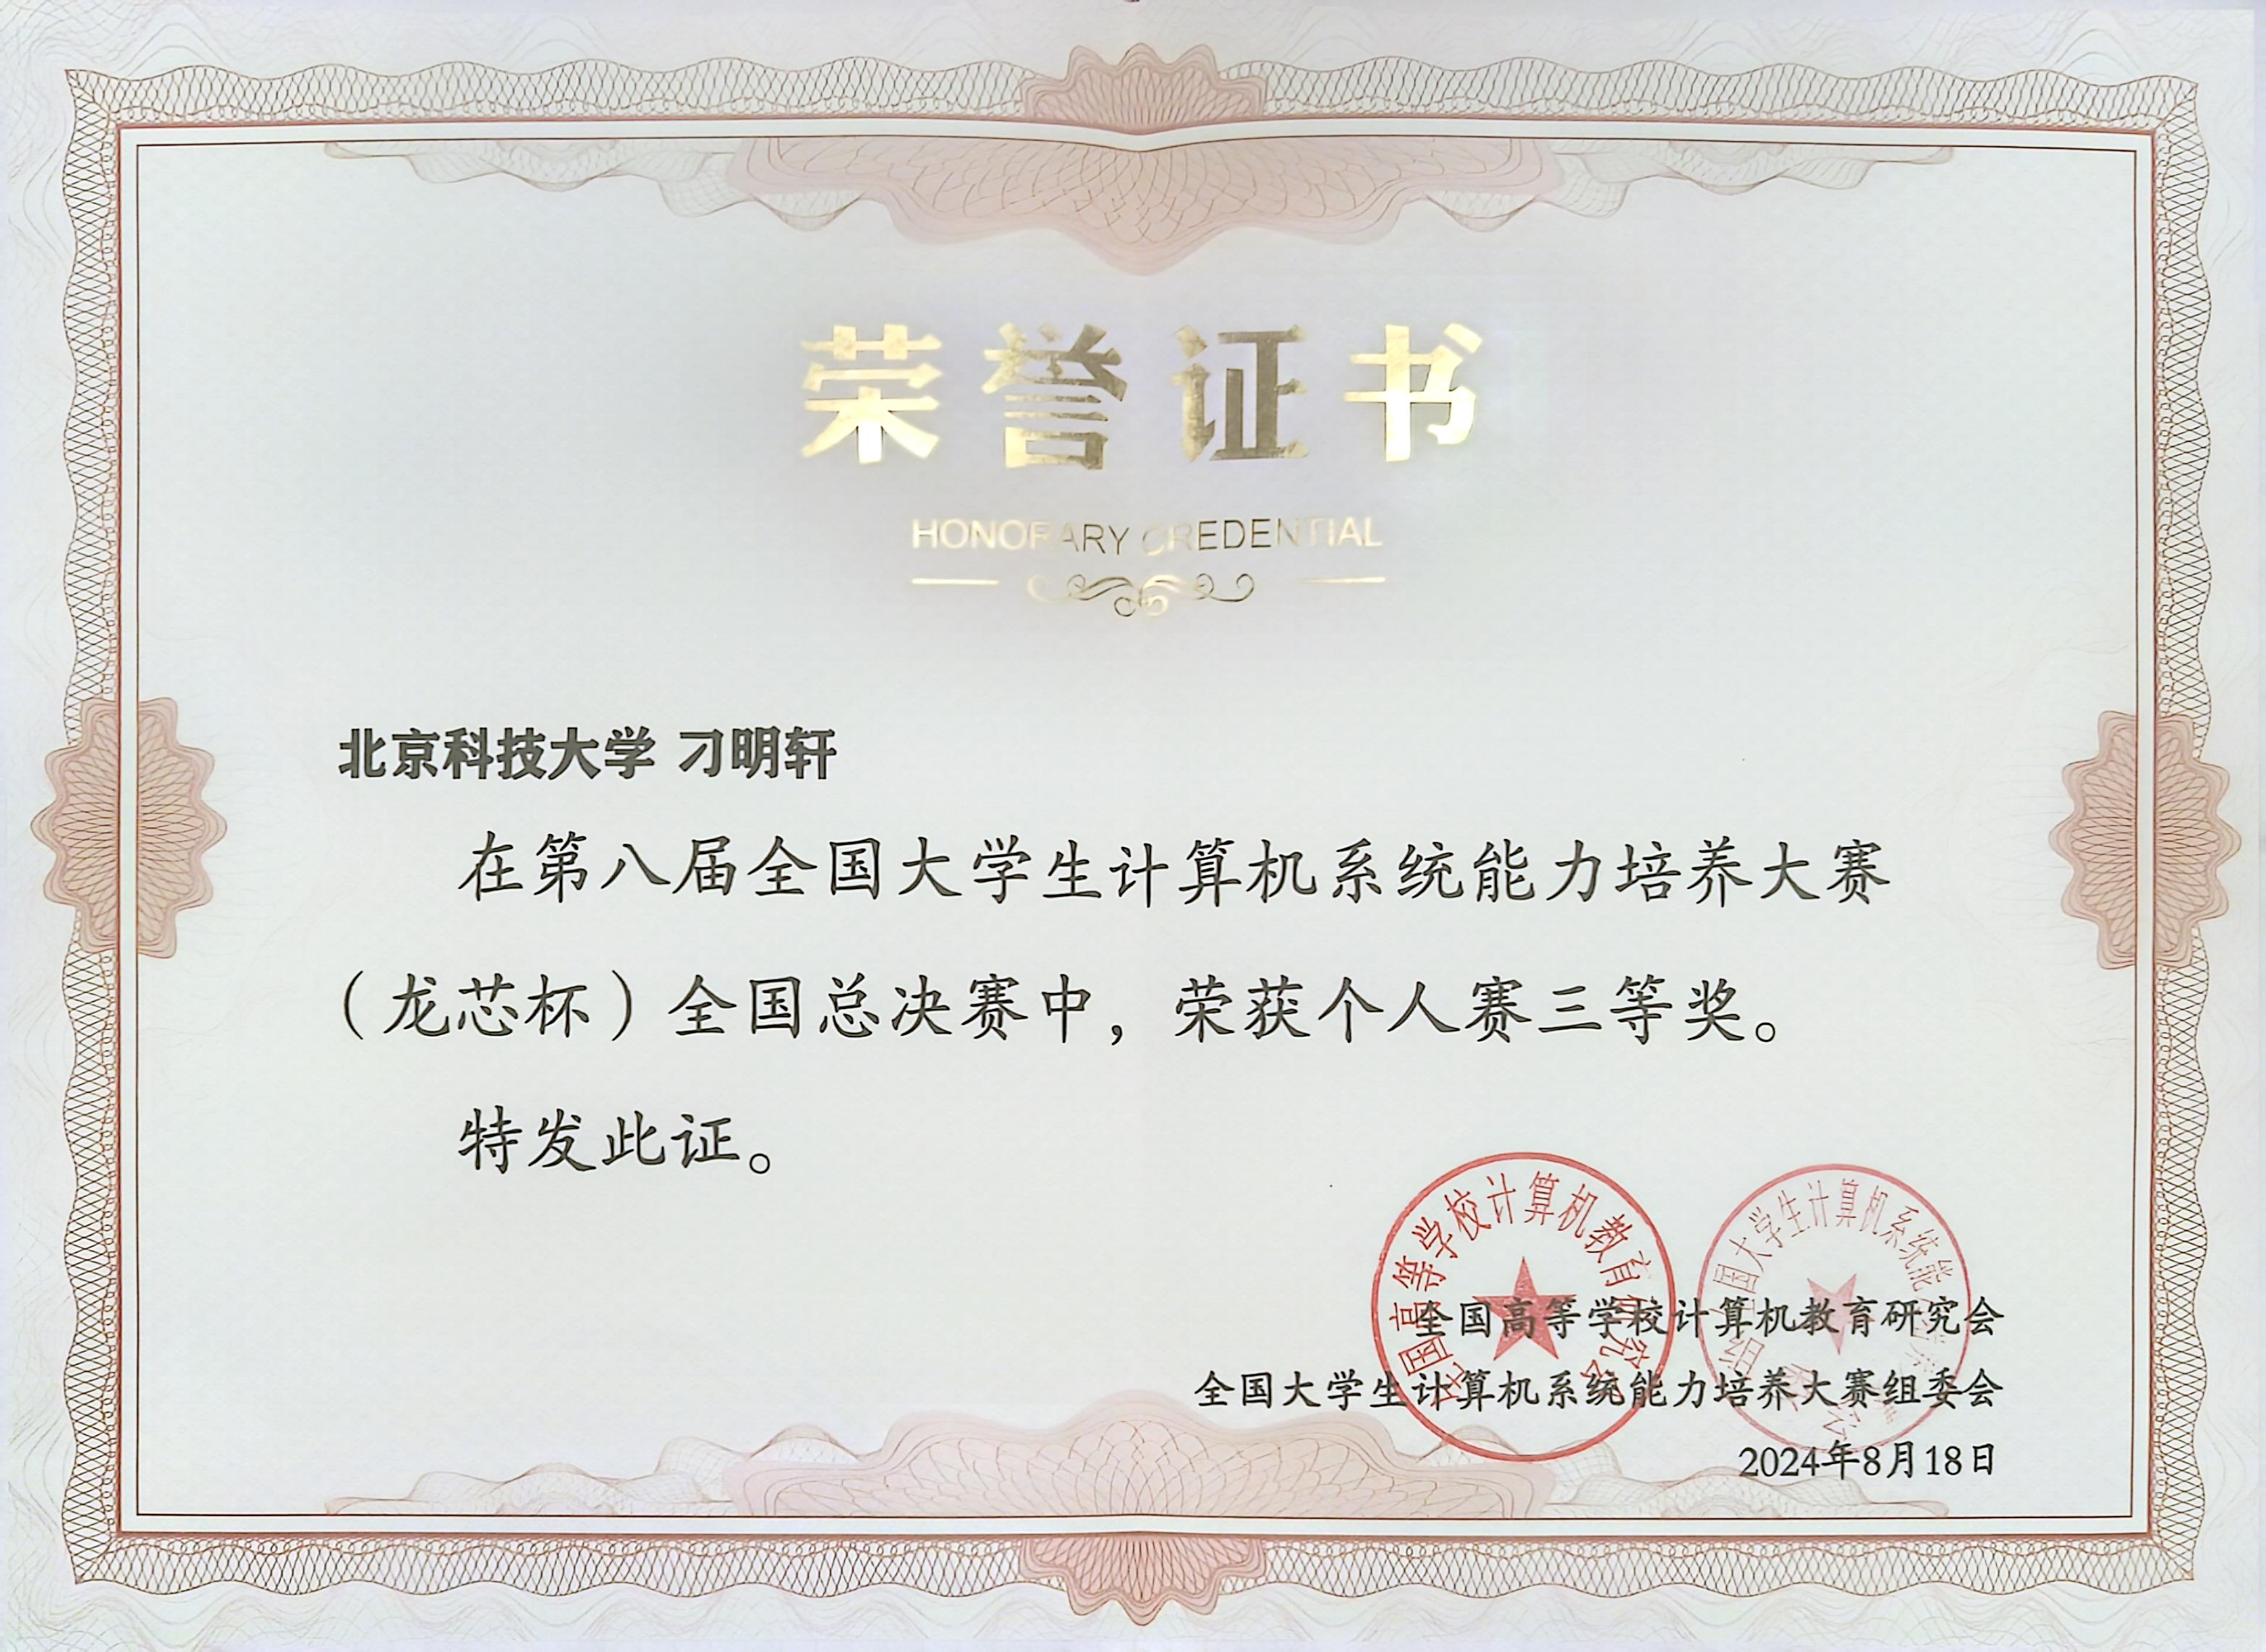 荣誉证书
HONORARY CREDENTIAL
北京科技大学 刁明轩
在第八届全国大学生计算机系统能力培养大赛
（龙芯杯）全国总决赛中，荣获个人赛三等奖。
特发此证。
全国高等学校计算机教育研究会
全国大学生计算机系统能力培养大赛组委会
2024年8月18日
全国高等学校计算机教育研究会
全国大学生计算机系统能